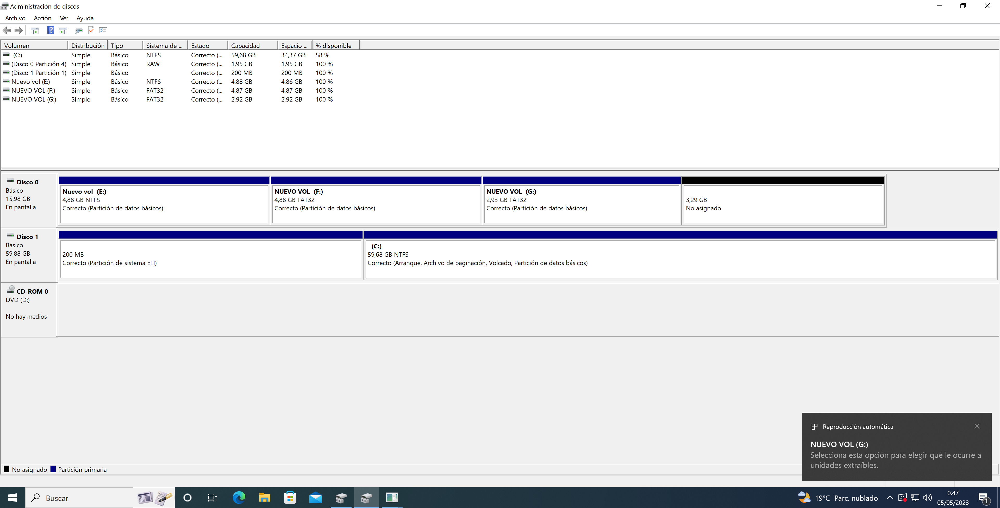 Administración de discos
Archivo Acción Ver Ayuda
Volumen Distribución Tipo Sistema de ... Estado Capacidad Espacio ... % disponible
(C:) Simple Básico NTFS Correcto (... 59,68 GB 34,37 GB 58 %
(Disco 0 Partición 4) Simple Básico RAW Correcto (... 1,95 GB 1,95 GB 100 %
(Disco 1 Partición 1) Simple Básico Correcto (... 200 MB 200 MB 100 %
Nuevo vol (E:) Simple Básico NTFS Correcto (... 4,88 GB 4,86 GB 100 %
NUEVO VOL (F:) Simple Básico FAT32 Correcto (... 4,87 GB 4,87 GB 100 %
NUEVO VOL (G:) Simple Básico FAT32 Correcto (... 2,92 GB 2,92 GB 100 %
Disco 0
Básico
15,98 GB
En pantalla
Nuevo vol (E:)
4,88 GB NTFS
Correcto (Partición de datos básicos)
NUEVO VOL (F:)
4,88 GB FAT32
Correcto (Partición de datos básicos)
NUEVO VOL (G:)
2,93 GB FAT32
Correcto (Partición de datos básicos)
3,29 GB
No asignado
Disco 1
Básico
59,88 GB
En pantalla
200 MB
Correcto (Partición de sistema EFI)
(C:)
59,68 GB NTFS
Correcto (Arranque, Archivo de paginación, Volcado, Partición de datos básicos)
CD-ROM 0
DVD (D:)
No hay medios
Reproducción automática
NUEVO VOL (G:)
Selecciona esta opción para elegir qué le ocurre a
unidades extraíbles.
No asignado Partición primaria
Buscar
19°C Parc. nublado
0:47
05/05/2023
1